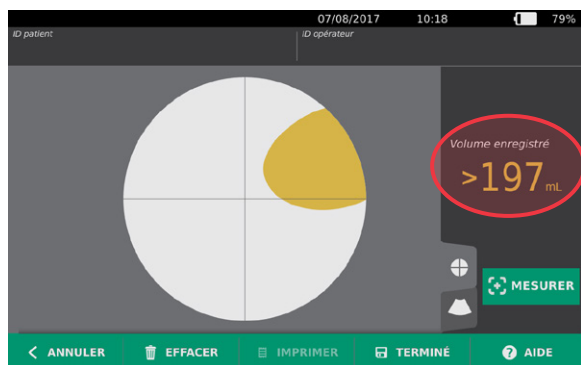 07/08/2017 10:18 79%
ID patient ID opérateur
Volume enregistré
>197 mL
MESURER
ANNULER EFFACER IMPRIMER TERMINÉ AIDE